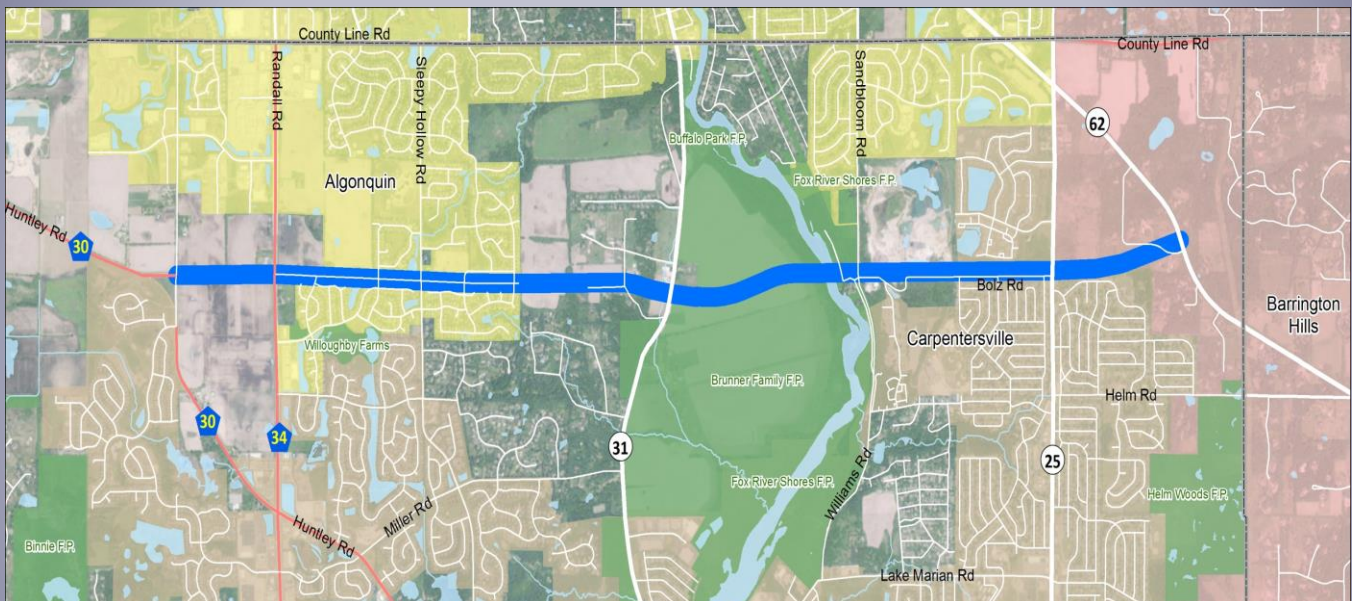 County Line Rd
County Line Rd
Randall Rd
Sleepy Hollow Rd
Sandbloom Rd
62
Buffalo Park F.P.
Algonquin
Fox River Shores F.P.
Huntley Rd
30
Bolz Rd
Barrington
Hills
Willoughby Farms
Carpentersville
Brunner Family F.P.
Helm Rd
30
34
31
25
Fox River Shores F.P.
Williams Rd
Helm Woods F.P.
Miller Rd
Huntley Rd
Binnie F.P.
Lake Marian Rd